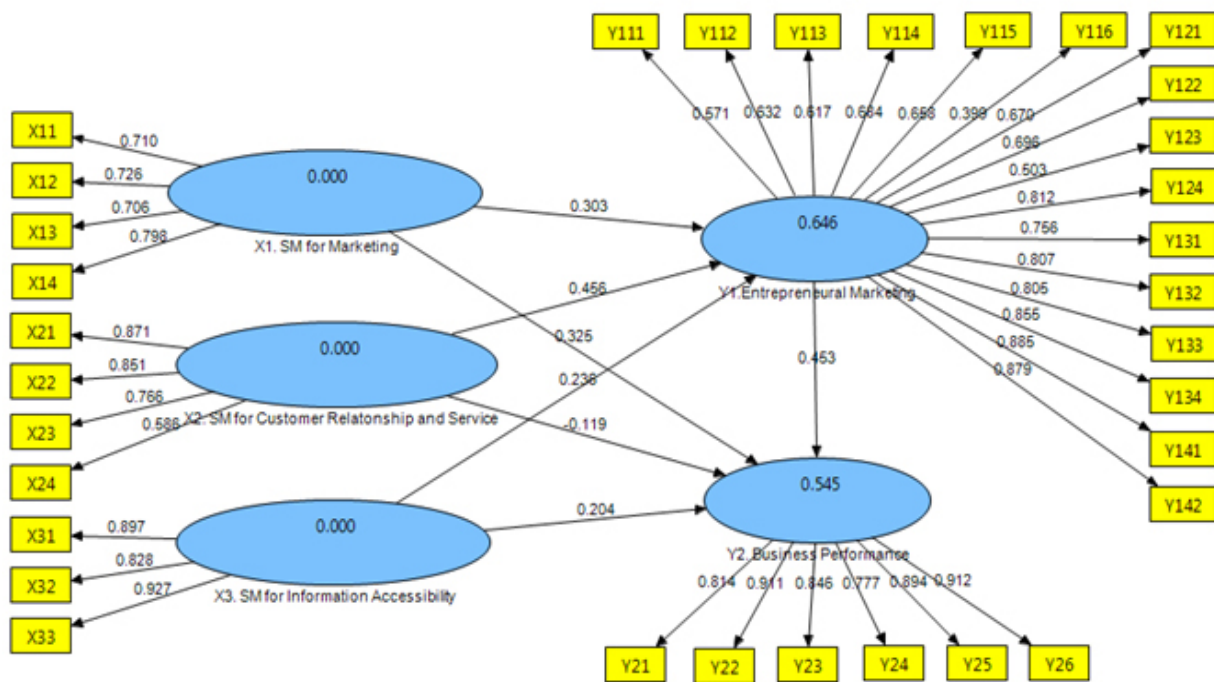 Y111
Y112
Y113
Y114
Y115
Y116
Y121
Y122
Y123
Y124
Y131
Y132
Y133
Y134
Y141
Y142
0.571
0.632
0.617
0.658
0.399
0.670
0.696
0.503
0.812
0.756
0.807
0.805
0.855
0.885
0.879
X11
X12
X13
X14
0.710
0.726
0.706
0.798
0.000
X1. SM for Marketing
0.303
0.646
Y1.Entrepreneural Marketing
X21
X22
X23
X24
0.871
0.851
0.766
0.586
0.000
X2. SM for Customer Relatonship and Service
0.456
0.325
0.236
0.453
-0.119
X31
X32
X33
0.897
0.828
0.927
0.000
X3. SM for Information Accessibility
0.204
0.545
Y2. Business Performance
0.814
0.911
0.846
0.777
0.894
0.912
Y21
Y22
Y23
Y24
Y25
Y26